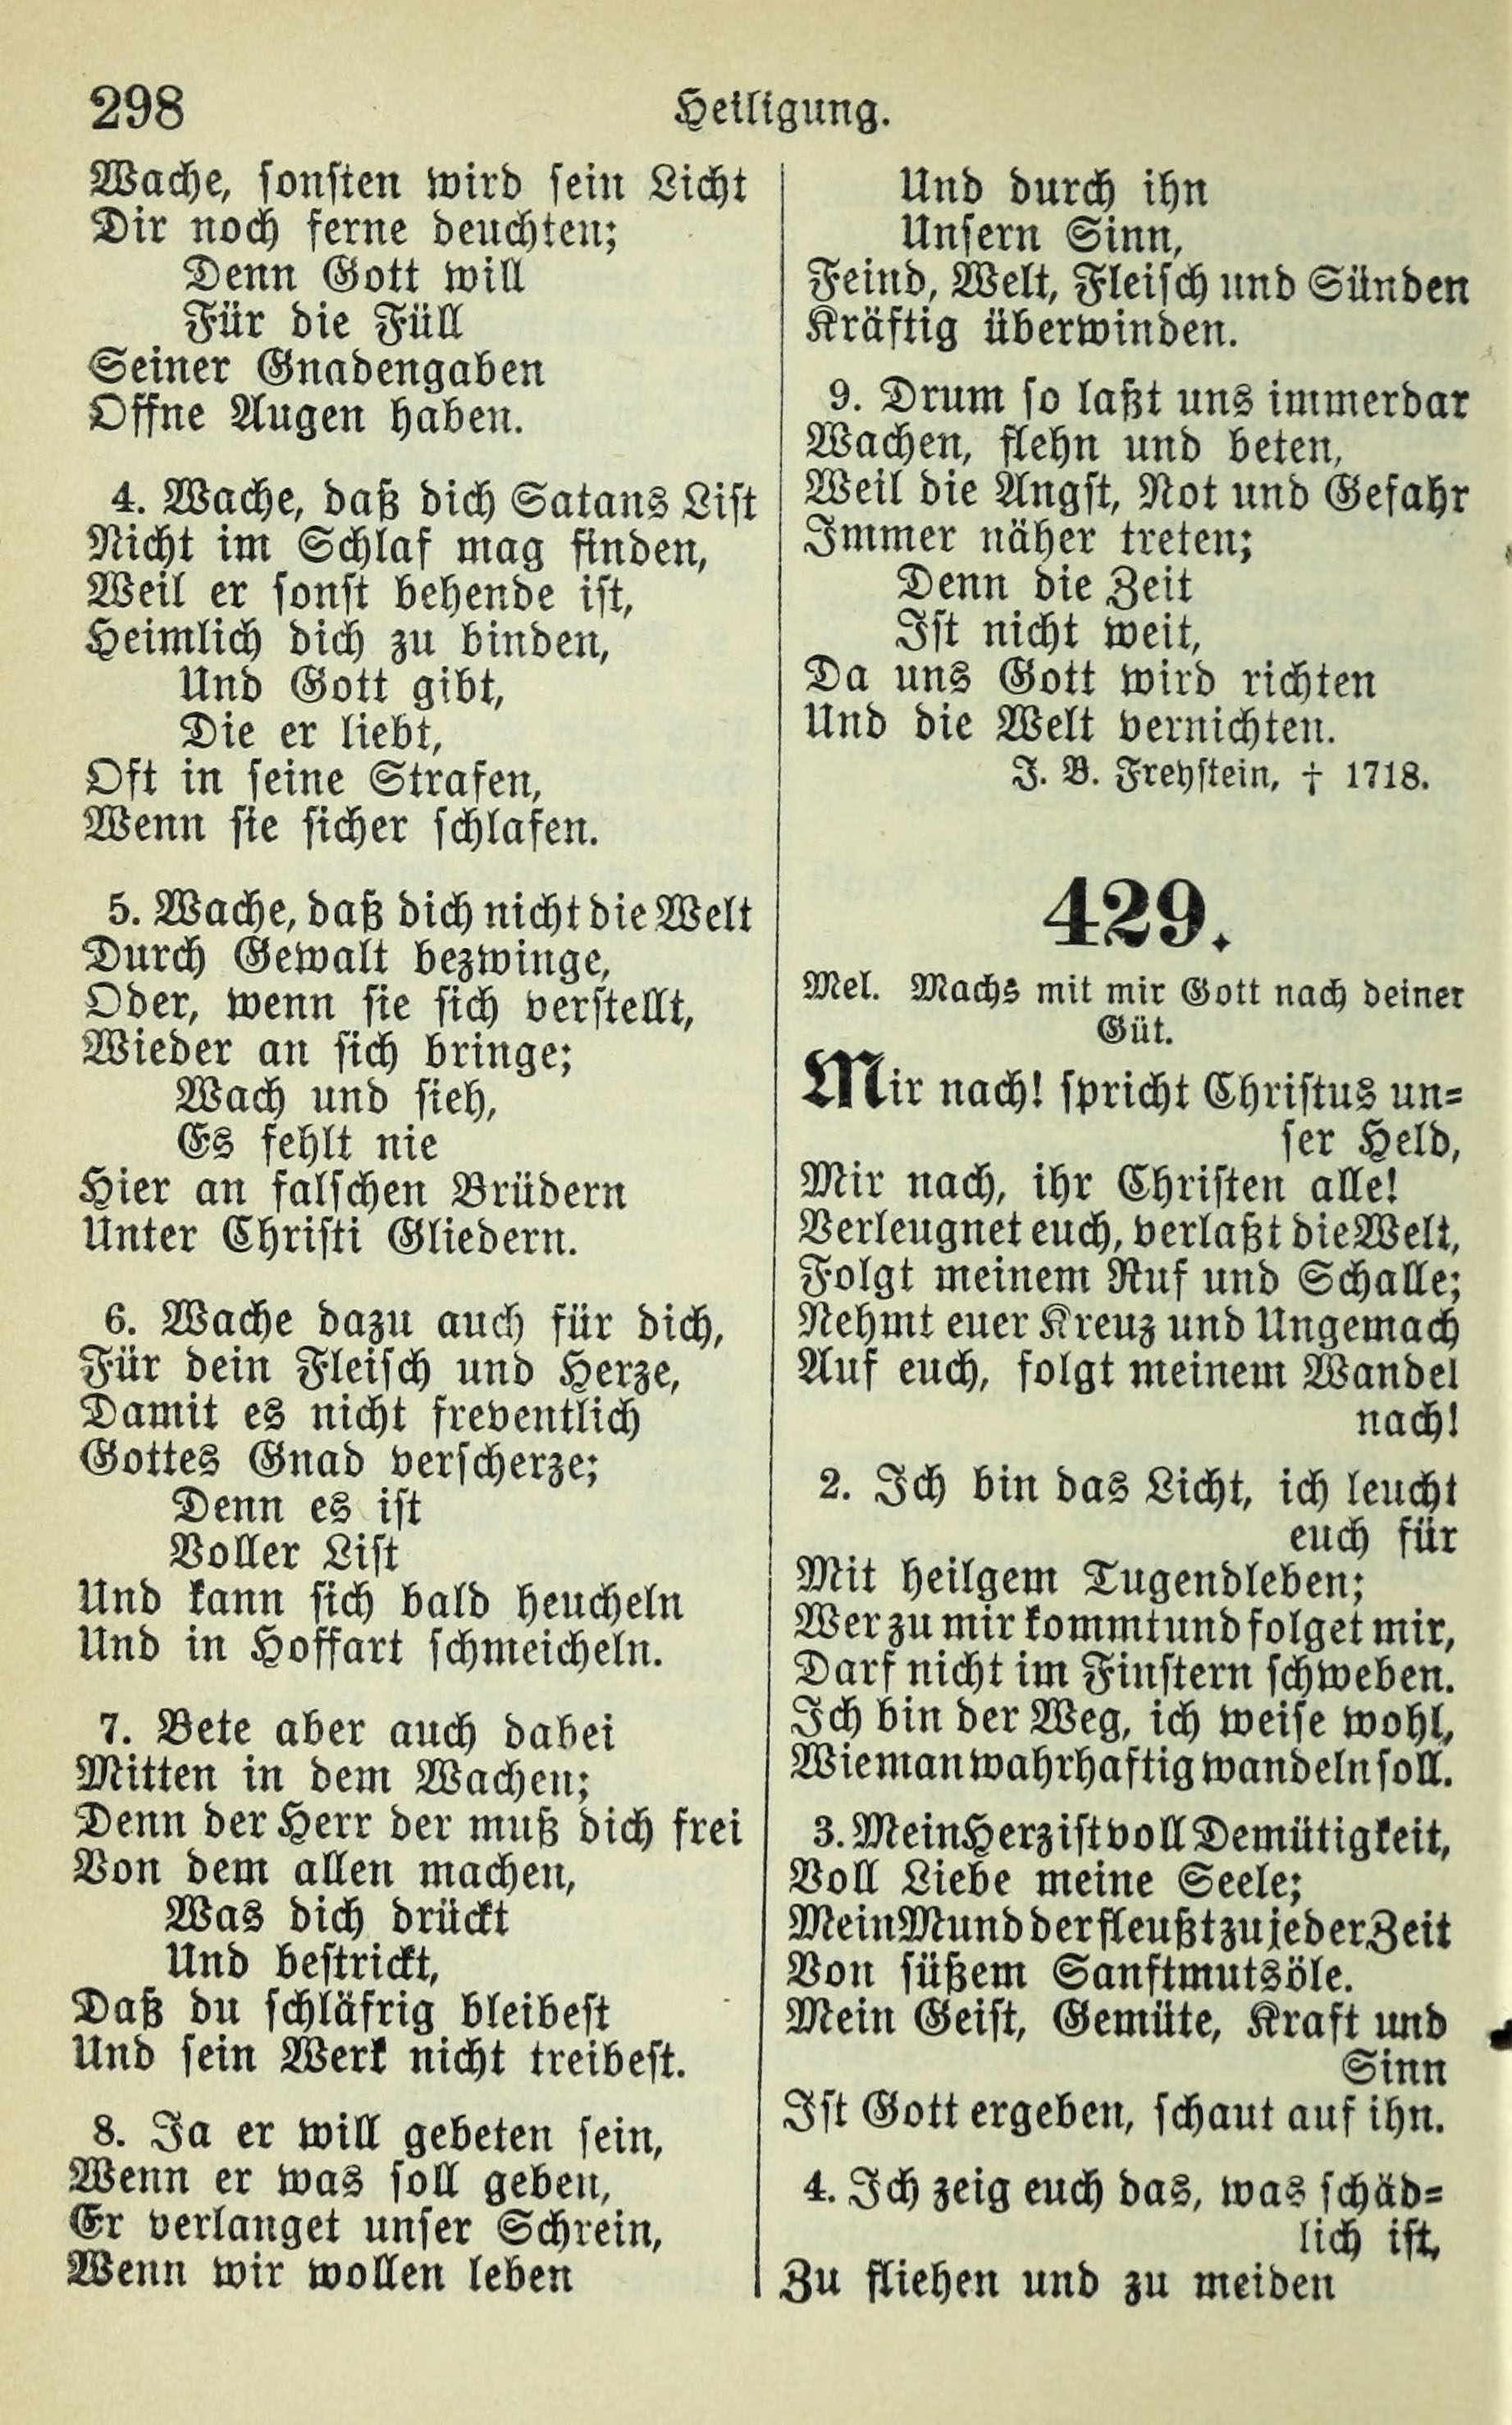 298
Heiligung.
Wache, sonsten wird sein Licht
Dir noch ferne deuchten;
Denn Gott will
Für die Füll
Seiner Gnadengaben
Offne Augen haben.
4. Wache, daß dich Satans List
Nicht im Schlaf mag finden,
Weil er sonst behende ist,
Heimlich dich zu binden,
Und Gott gibt,
Die er liebt,
Oft in seine Strafen,
Wenn sie sicher schlafen.
5. Wache, daß dich nicht die Welt
Durch Gewalt bezwinge,
Oder, wenn sie sich verstellt,
Wieder an sich bringe;
Wach und sieh,
Es fehlt nie
Hier an falschen Brüdern
Unter Christi Gliedern.
6. Wache dazu auch für dich,
Für dein Fleisch und Herze,
Damit es nicht freventlich
Gottes Gnad verscherze;
Denn es ist
Voller List
Und kann sich bald heucheln
Und in Hoffart schmeicheln.
7. Bete aber auch dabei
Mitten in dem Wachen;
Denn der Herr der muß dich frei
Von dem allen machen,
Was dich drückt
Und bestrickt,
Daß du schläfrig bleibest
Und sein Werk nicht treibest.
8. Ja er will gebeten sein,
Wenn er was soll geben,
Er verlanget unser Schrein,
Wenn wir wollen leben
Und durch ihn
Unsern Sinn,
Feind, Welt, Fleisch und Sünden
Kräftig überwinden.
9. Drum so laßt uns immerdar
Wachen, flehn und beten,
Weil die Angst, Not und Gefahr
Immer näher treten;
Denn die Zeit
Ist nicht weit,
Da uns Gott wird richten
Und die Welt vernichten.
J. B. Freystein, † 1718.
429.
Mel. Machs mit mir Gott nach deiner
Güt.
Mir nach! spricht Christus un=
ser Held,
Mir nach, ihr Christen alle!
Verleugnet euch, verlaßt die Welt,
Folgt meinem Ruf und Schalle;
Nehmt euer Kreuz und Ungemach
Auf euch, folgt meinem Wandel
nach!
2. Ich bin das Licht, ich leucht
euch für
Mit heilgem Tugendleben;
Wer zu mir kommt und folget mir,
Darf nicht im Finstern schweben.
Ich bin der Weg, ich weise wohl,
Wie man wahrhaftig wandeln soll.
3. Mein Herz ist voll Demütigkeit,
Voll Liebe meine Seele;
Mein Mund der fleußt zu jeder Zeit
Von süßem Sanftmutsöle.
Mein Geist, Gemüte, Kraft und
Sinn
Ist Gott ergeben, schaut auf ihn.
4. Ich zeig euch das, was schäd=
lich ist,
Zu fliehen und zu meiden